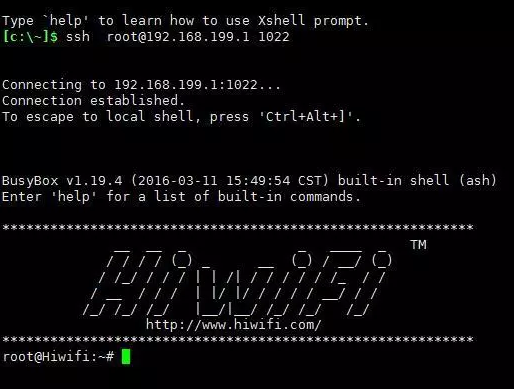 Type `help' to learn how to use Xshell prompt.
[c:\~]$ ssh  root@192.168.199.1 1022
Connecting to 192.168.199.1:1022...
Connection established.
To escape to local shell, press 'Ctrl+Alt+]'.
BusyBox v1.19.4 (2016-03-11 15:49:54 CST) built-in shell (ash)
Enter 'help' for a list of built-in commands.
***********************************************************
HiWiFi TM
http://www.hiwifi.com/
***********************************************************
root@Hiwifi:~#